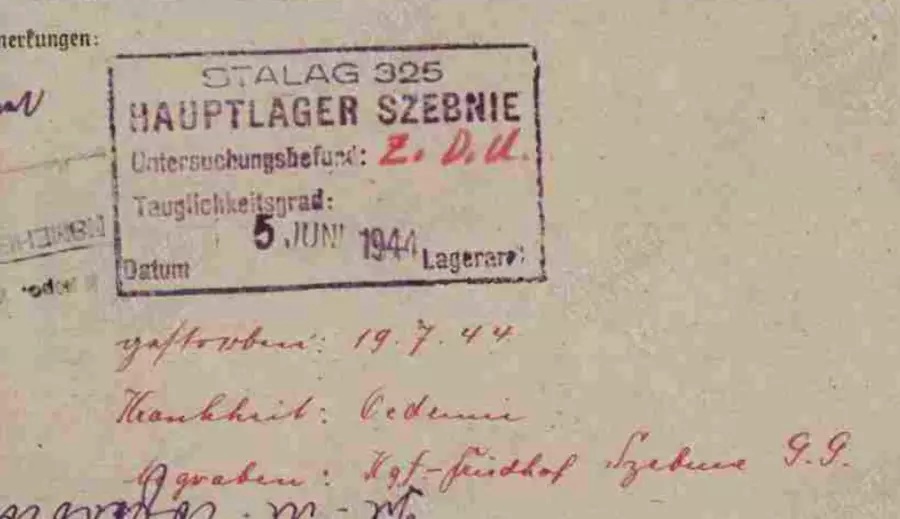 merkungen:
STALAG 325
HAUPTLAGER SZEBNIE
Untersuchungsbefund: Z. D. U.
Tauglichkeitsgrad:
5 JUNI 1944
Datum Lagerarzt
gestorben: 19.7.44
Krankheit: Oedeme
Begraben: Kgf-Friedhof Szebnie G.G.